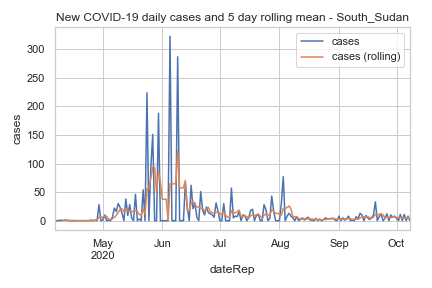 New COVID-19 daily cases and 5 day rolling mean - South_Sudan
cases
cases (rolling)
300
250
200
150
100
50
0
cases
May
2020
Jun
Jul
Aug
Sep
Oct
dateRep